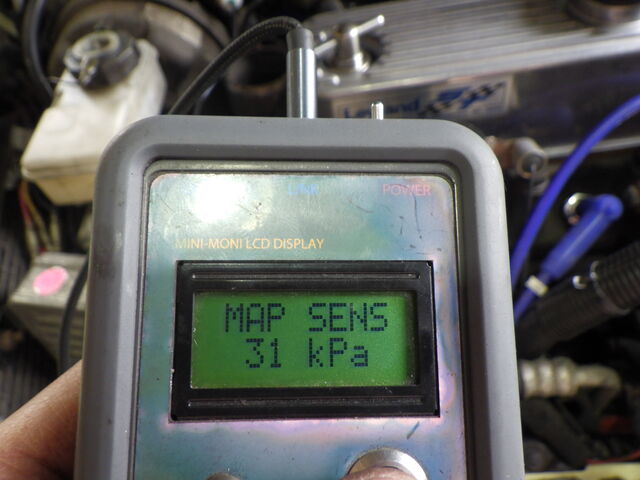 LINK
POWER
MINI-MONI LCD DISPLAY
MAP SENS
31 kPa